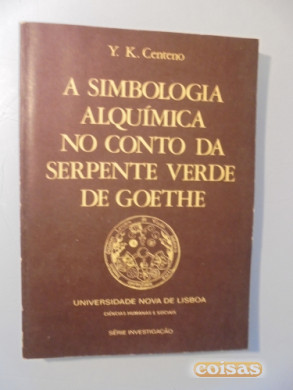 Y. K. Centeno
A SIMBOLOGIA
ALQUÍMICA
NO CONTO DA
SERPENTE VERDE
DE GOETHE
UNIVERSIDADE NOVA DE LISBOA
CIÊNCIAS HUMANAS E SOCIAIS
SÉRIE INVESTIGAÇÃO
coisas